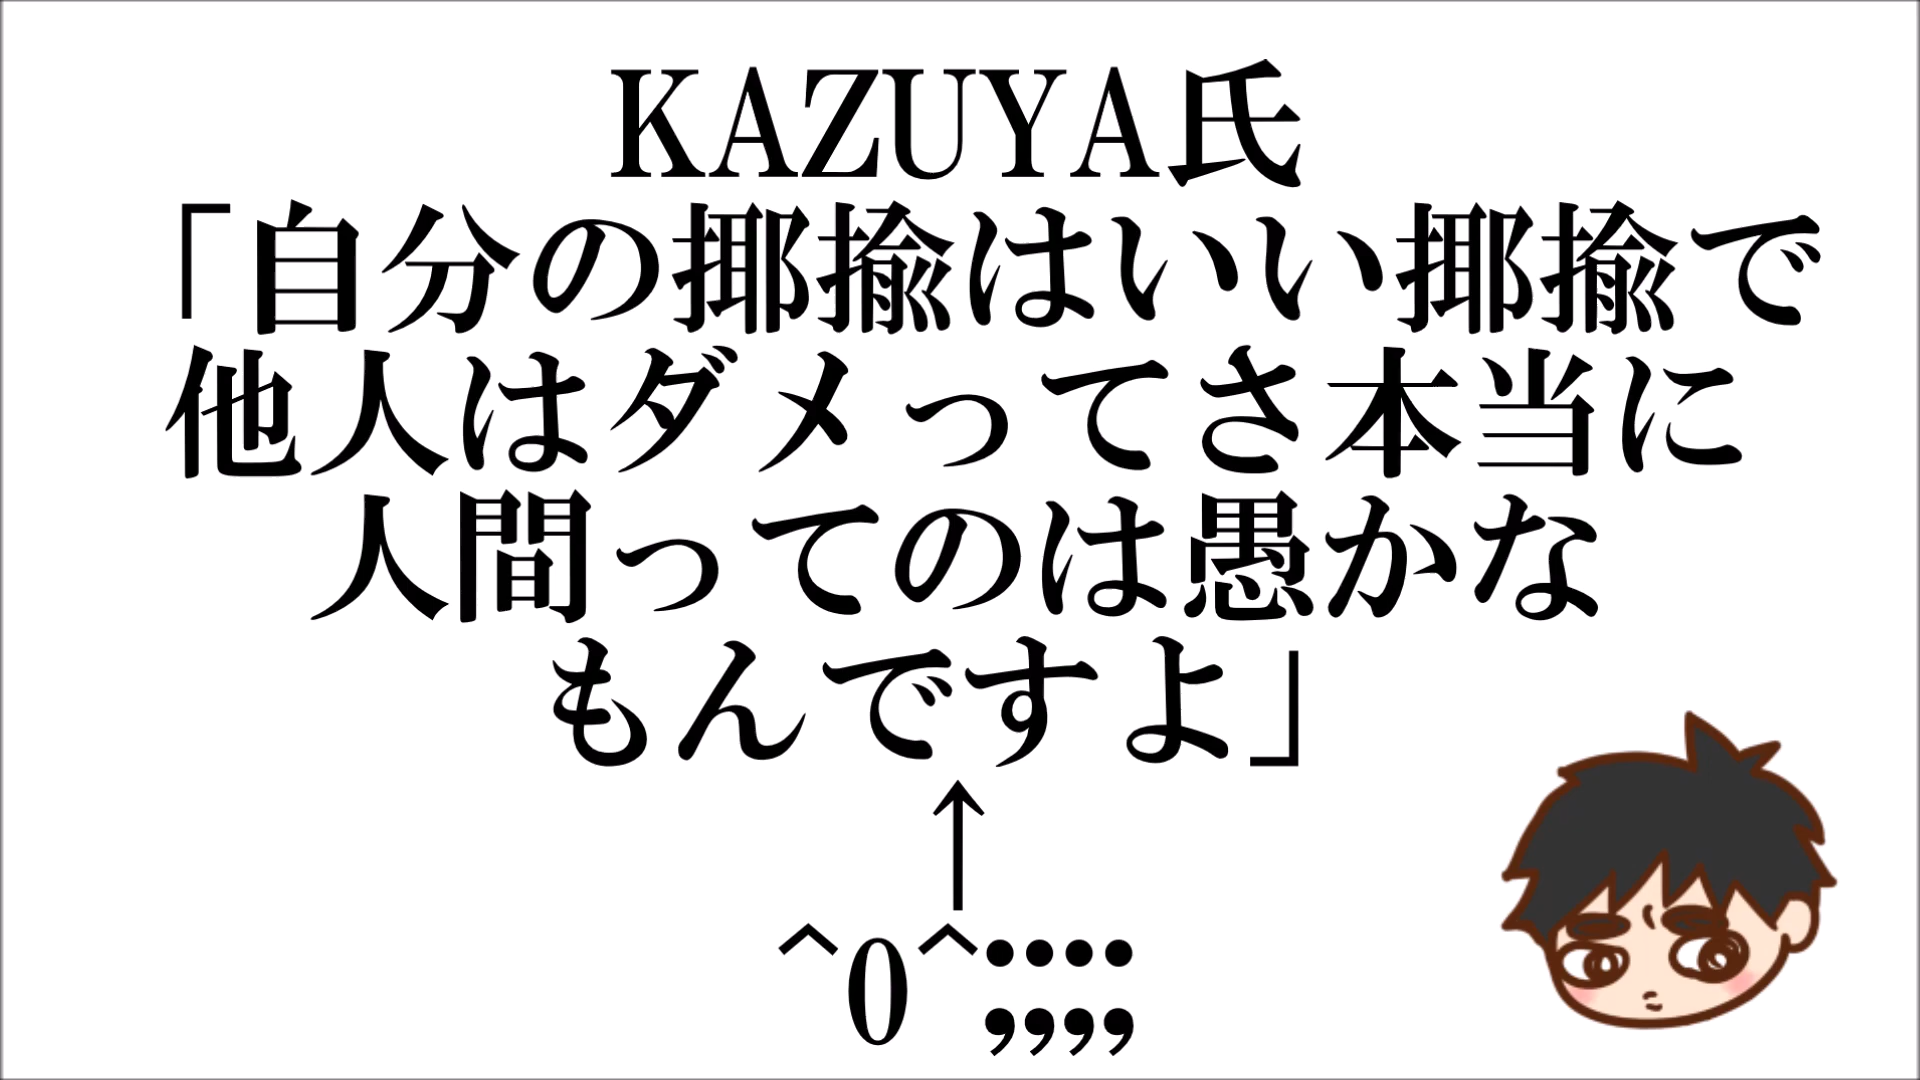 KAZUYA氏
「自分の揶揄はいい揶揄で
他人はダメってさ本当に
人間ってのは愚かな
もんですよ」
↑
^0^;;;;